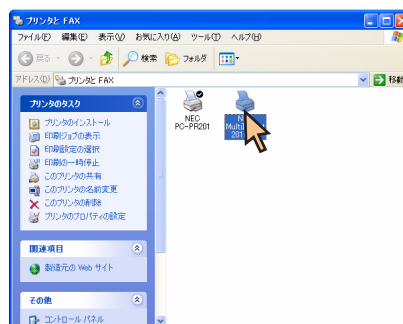 プリンタと FAX
ファイル(F) 編集(E) 表示(V) お気に入り(A) ツール(T) ヘルプ(H)
戻る 検索 フォルダ
アドレス(D) プリンタと FAX 移動
プリンタのタスク
プリンタのインストール
印刷ジョブの表示
印刷設定の選択
印刷の一時停止
このプリンタの共有
このプリンタの名前変更
このプリンタの削除
プリンタのプロパティの設定
関連項目
製造元の Web サイト
その他
コントロール パネル
NEC
PC-PR201
201